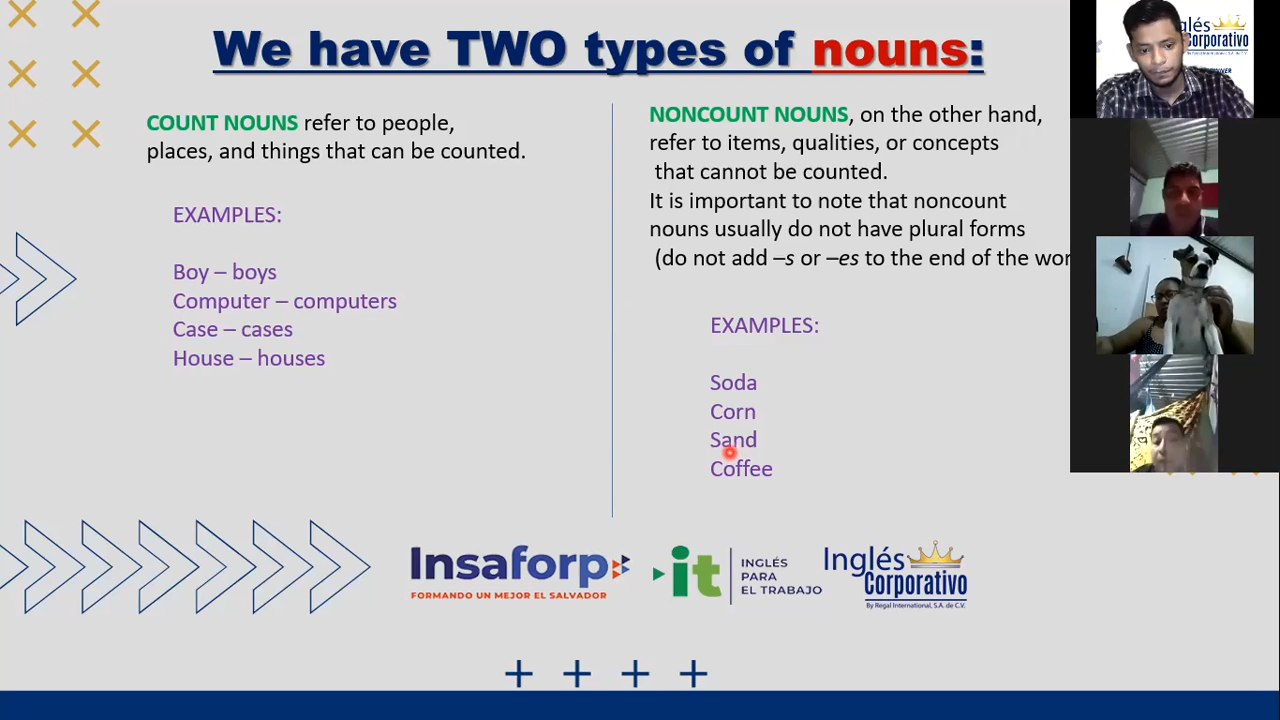 We have TWO types of nouns:
COUNT NOUNS refer to people,
places, and things that can be counted.
EXAMPLES:
Boy – boys
Computer – computers
Case – cases
House – houses
NONCOUNT NOUNS, on the other hand,
refer to items, qualities, or concepts
that cannot be counted.
It is important to note that noncount
nouns usually do not have plural forms
(do not add –s or –es to the end of the wor
EXAMPLES:
Soda
Corn
Sand
Coffee
Insaforp
FORMANDO UN MEJOR EL SALVADOR
it
INGLÉS
PARA
EL TRABAJO
Inglés
Corporativo
By Regal International, S.A. de C.V.
glés
Corporativo